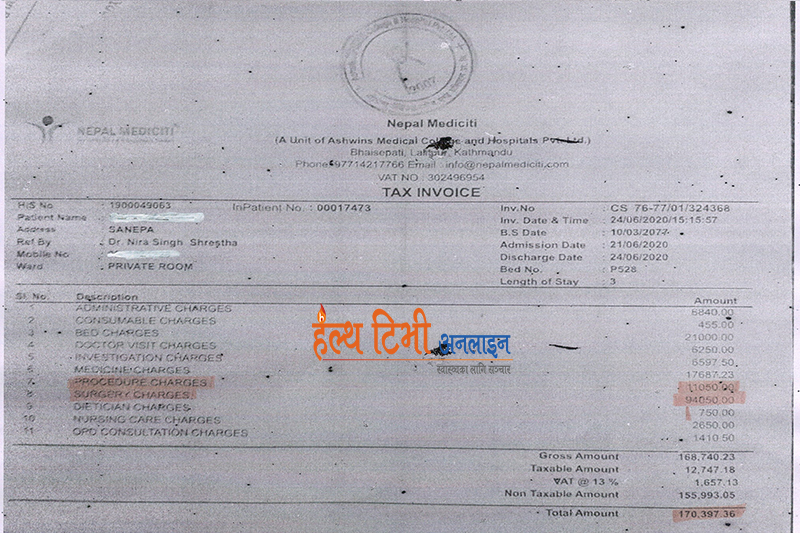 NEPAL MEDICITI
Nepal Mediciti
(A Unit of Ashwins Medical College and Hospitals Pvt. Ltd.)
Bhaisepati, Lalitpur, Kathmandu
Phone: 97714217766 Email : info@nepalmediciti.com
VAT NO : 302496954
TAX INVOICE
HIS No : 1900049063 InPatient No. : 00017473 Inv.No : CS 76-77/01/324368
Patient Name : Inv. Date & Time : 24/06/2020/15:15:57
Address : SANEPA B.S Date : 10/03/2077
Ref By : Dr. Nira Singh Shrestha Admission Date : 21/06/2020
Mobile No : Discharge Date : 24/06/2020
Ward : PRIVATE ROOM Bed No. : P528
Length of Stay : 3
Sl. No. Description Amount
1 ADMINISTRATIVE CHARGES 6840.00
2 CONSUMABLE CHARGES 455.00
3 BED CHARGES 21000.00
4 DOCTOR VISIT CHARGES 6250.00
5 INVESTIGATION CHARGES 6597.50
6 MEDICINE CHARGES 17687.23
7 PROCEDURE CHARGES 11050.00
8 SURGERY CHARGES 94050.00
9 DIETICIAN CHARGES 750.00
10 NURSING CARE CHARGES 2650.00
11 OPD CONSULTATION CHARGES 1410.50
हेल्थ टिभी अनलाइन
स्वास्थ्यका लागि सञ्चार
Gross Amount 168,740.23
Taxable Amount 12,747.18
VAT @ 13 % 1,657.13
Non Taxable Amount 155,993.05
Total Amount 170,397.36